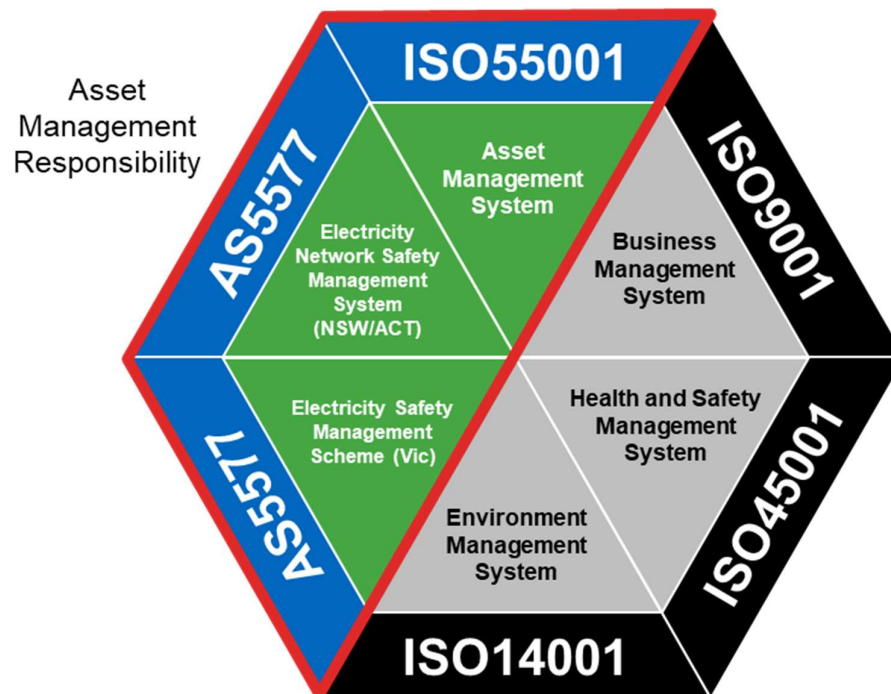 Asset
Management
Responsibility
ISO55001
AS5577
Asset
Management
System
ISO9001
Electricity
Network Safety
Management
System
(NSW/ACT)
Business
Management
System
Electricity Safety
Management
Scheme (Vic)
AS5577
Health and Safety
Management
System
ISO45001
Environment
Management
System
ISO14001